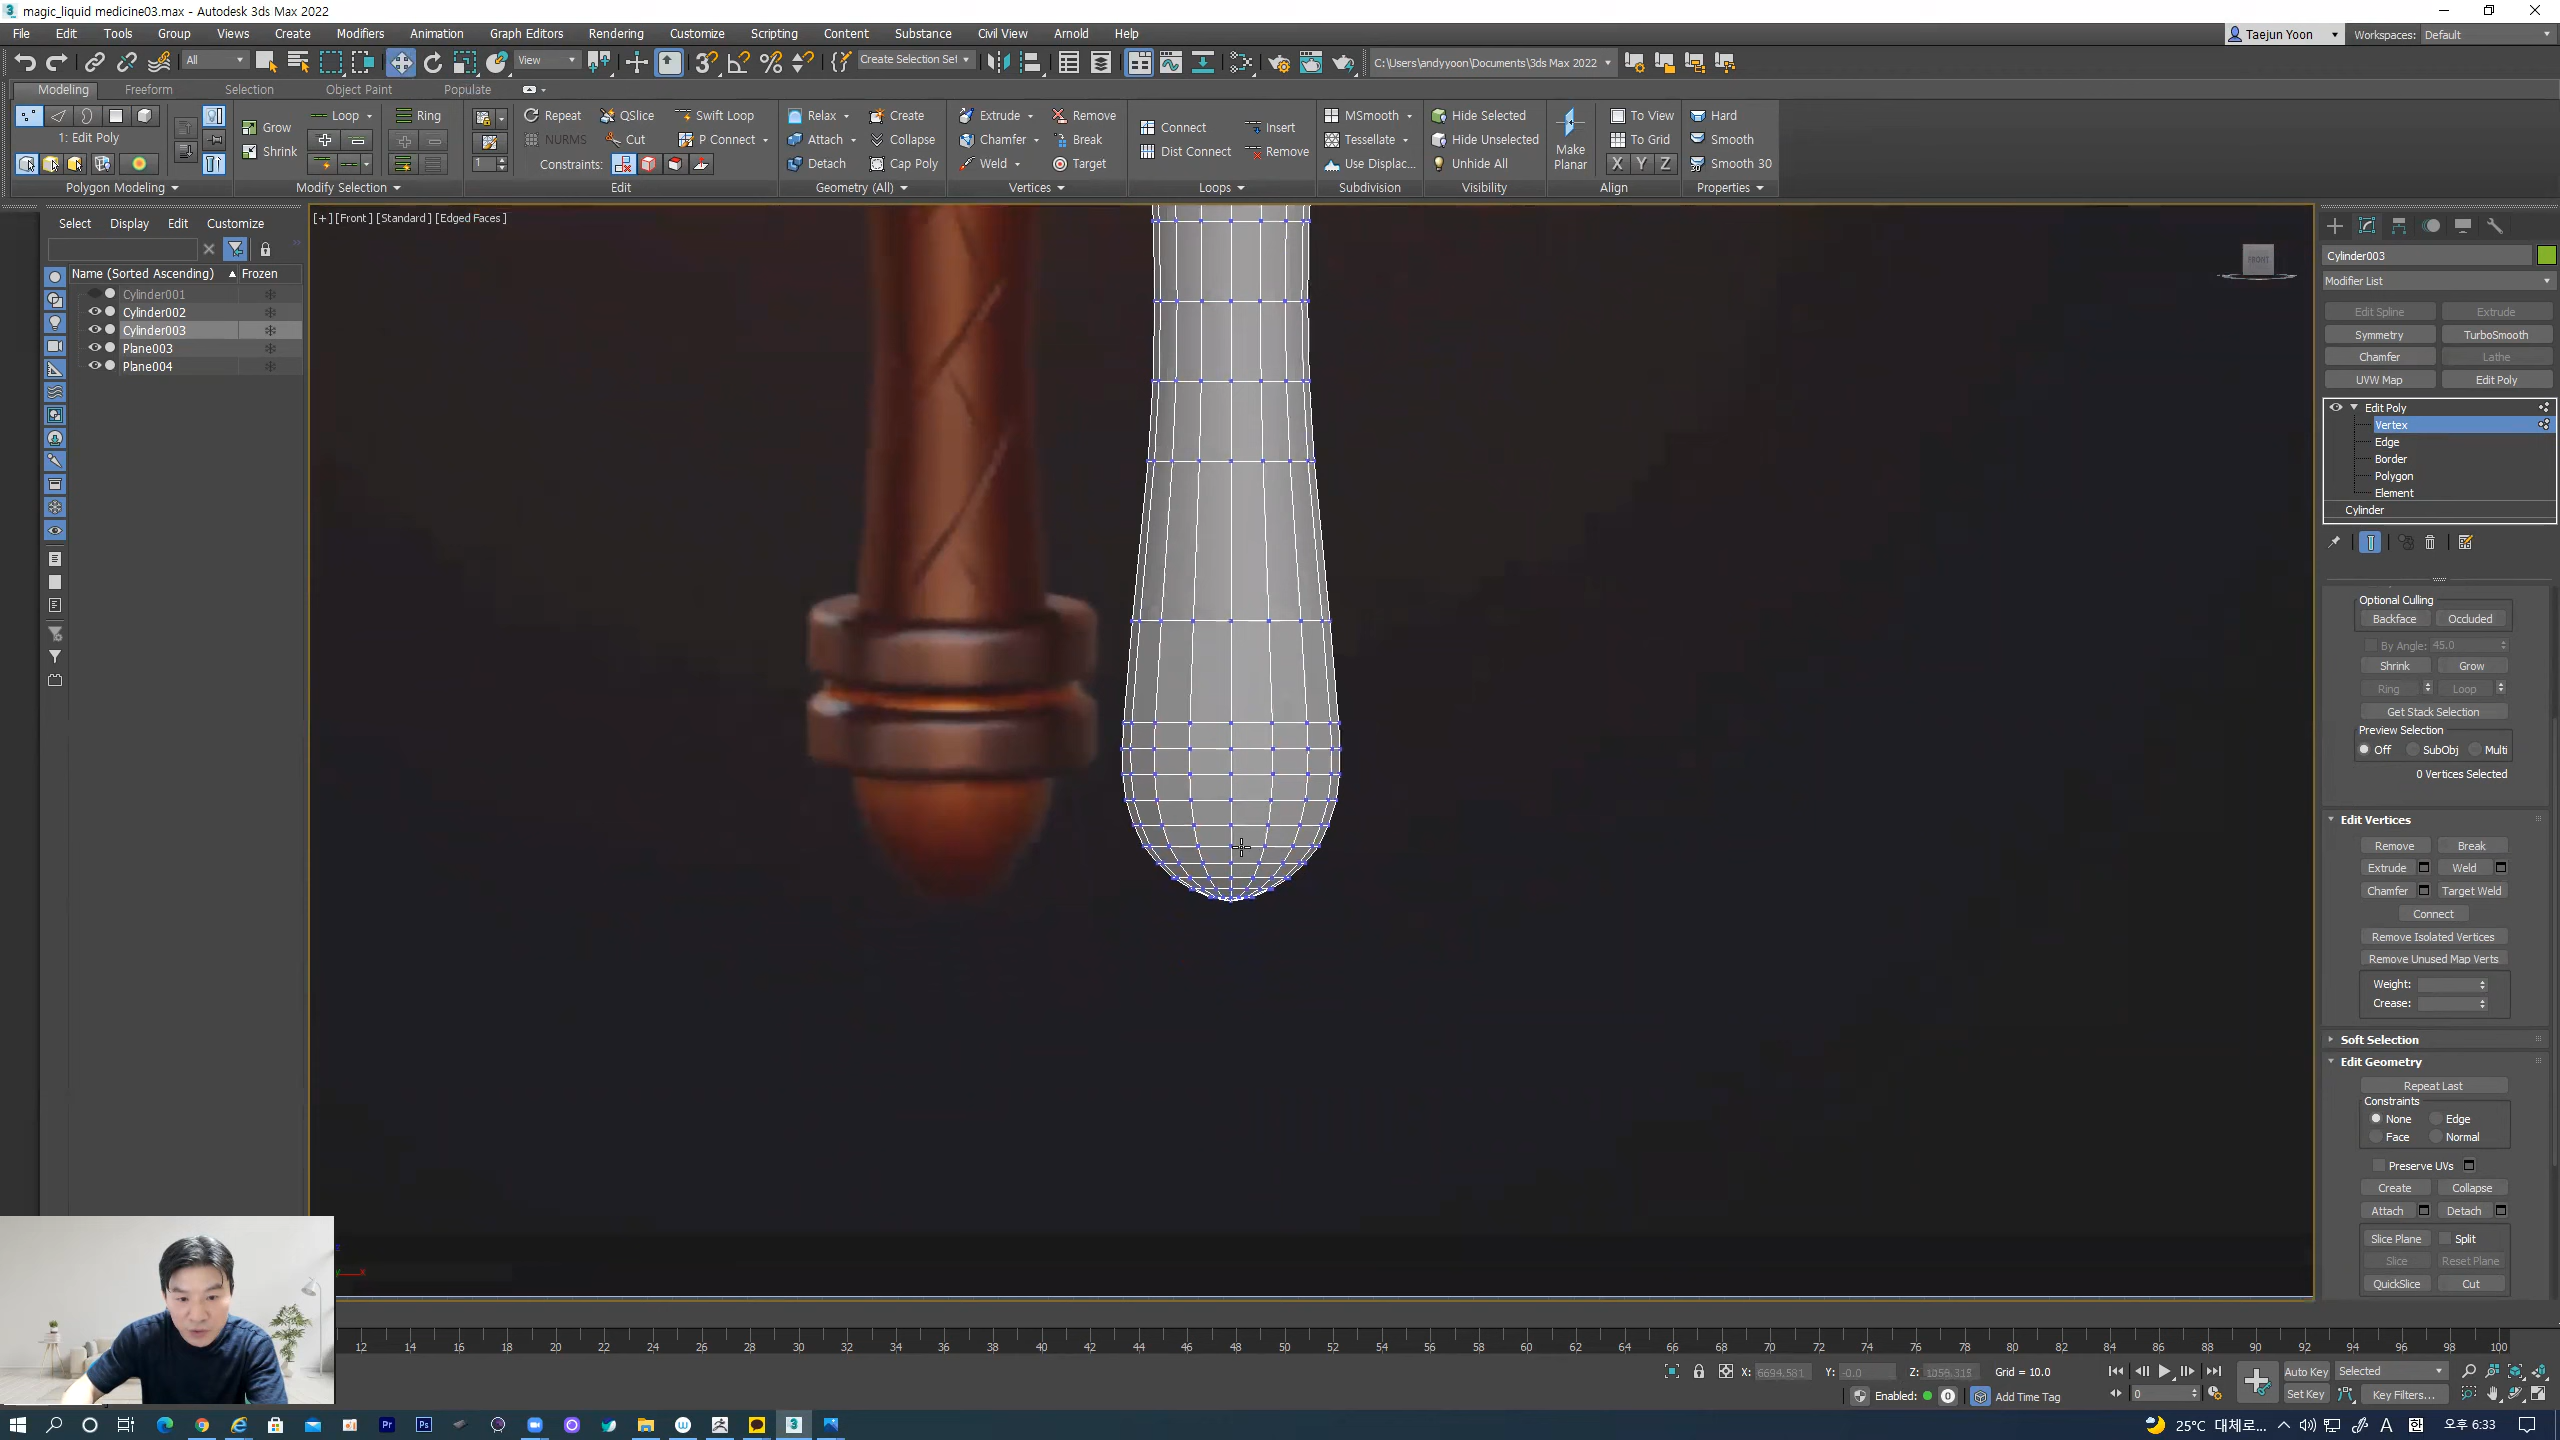 magic_liquid medicine03.max - Autodesk 3ds Max 2022
File Edit Tools Group Views Create Modifiers Animation Graph Editors Rendering Customize Scripting Content Substance Civil View Arnold Help
Taejun Yoon Workspaces: Default
All View Create Selection Set C:\Users\andyyoon\Documents\3ds Max 2022
Modeling Freeform Selection Object Paint Populate
Loop Ring Repeat QSlice Swift Loop Relax Create Extrude Remove MSmooth Hide Selected To View Hard
1: Edit Poly Grow Connect Insert
NURMS Cut P Connect Attach Collapse Chamfer Break Tessellate Hide Unselected To Grid Smooth
Shrink Dist Connect Remove Make Planar
Constraints: Detach Cap Poly Weld Target Use Displac... Unhide All X Y Z Smooth 30
1
Polygon Modeling Modify Selection Edit Geometry (All) Vertices Loops Subdivision Visibility Align Properties
Select Display Edit Customize
[+] [Front] [Standard] [Edged Faces]
Name (Sorted Ascending) Frozen
Cylinder001
Cylinder002
Cylinder003
Plane003
Plane004
FRONT
Cylinder003
Modifier List
Edit Spline Extrude
Symmetry TurboSmooth
Chamfer Lathe
UVW Map Edit Poly
Edit Poly
Vertex
Edge
Border
Polygon
Element
Cylinder
Optional Culling
Backface Occluded
By Angle: 45.0
Shrink Grow
Ring Loop
Get Stack Selection
Preview Selection
Off SubObj Multi
0 Vertices Selected
Edit Vertices
Remove Break
Extrude Weld
Chamfer Target Weld
Connect
Remove Isolated Vertices
Remove Unused Map Verts
Weight:
Crease:
Soft Selection
Edit Geometry
Repeat Last
Constraints
None Edge
Face Normal
Preserve UVs
Create Collapse
Attach Detach
Slice Plane Split
Slice Reset Plane
QuickSlice Cut
z
y x
12 14 16 18 20 22 24 26 28 30 32 34 36 38 40 42 44 46 48 50 52 54 56 58 60 62 64 66 68 70 72 74 76 78 80 82 84 86 88 90 92 94 96 98 100
X: 6694.581 Y: -0.0 Z: 1055.315 Grid = 10.0 Auto Key Selected
Enabled: 0 Add Time Tag 0 Set Key Key Filters...
25°C 대체로... A 한 오후 6:33